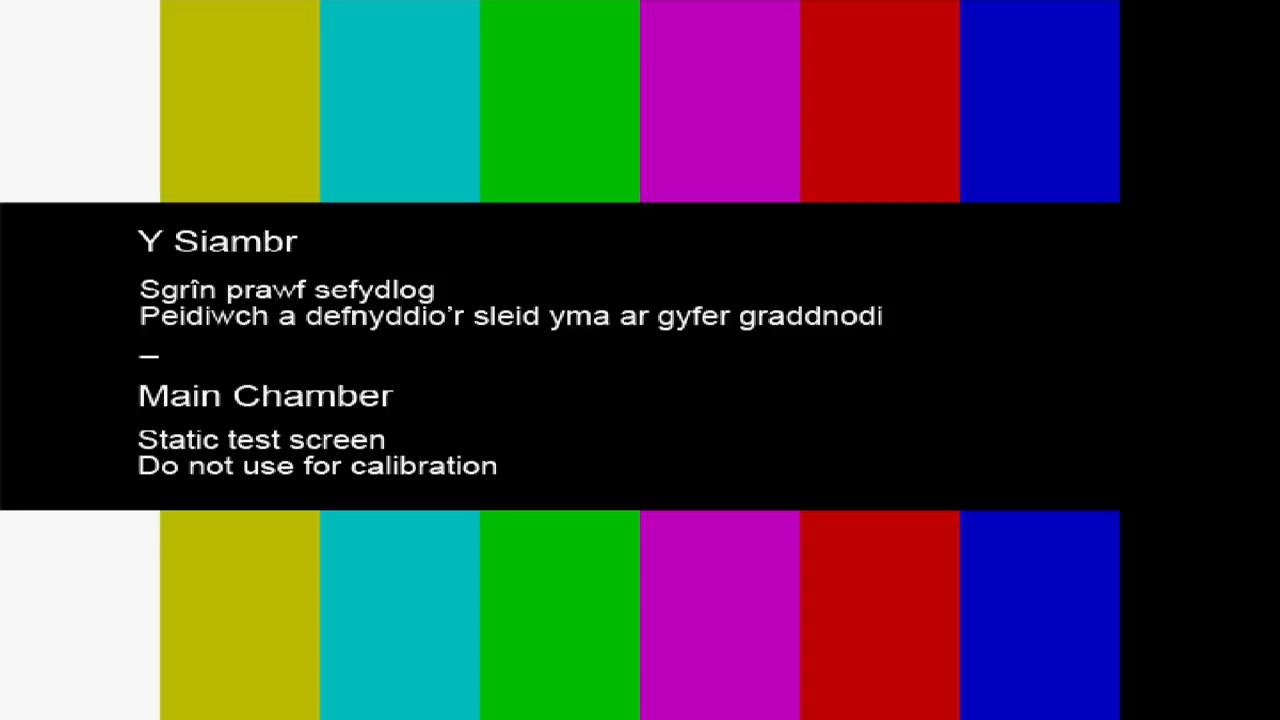 Y Siambr
Sgrîn prawf sefydlog
Peidiwch a defnyddio’r sleid yma ar gyfer graddnodi
–
Main Chamber
Static test screen
Do not use for calibration